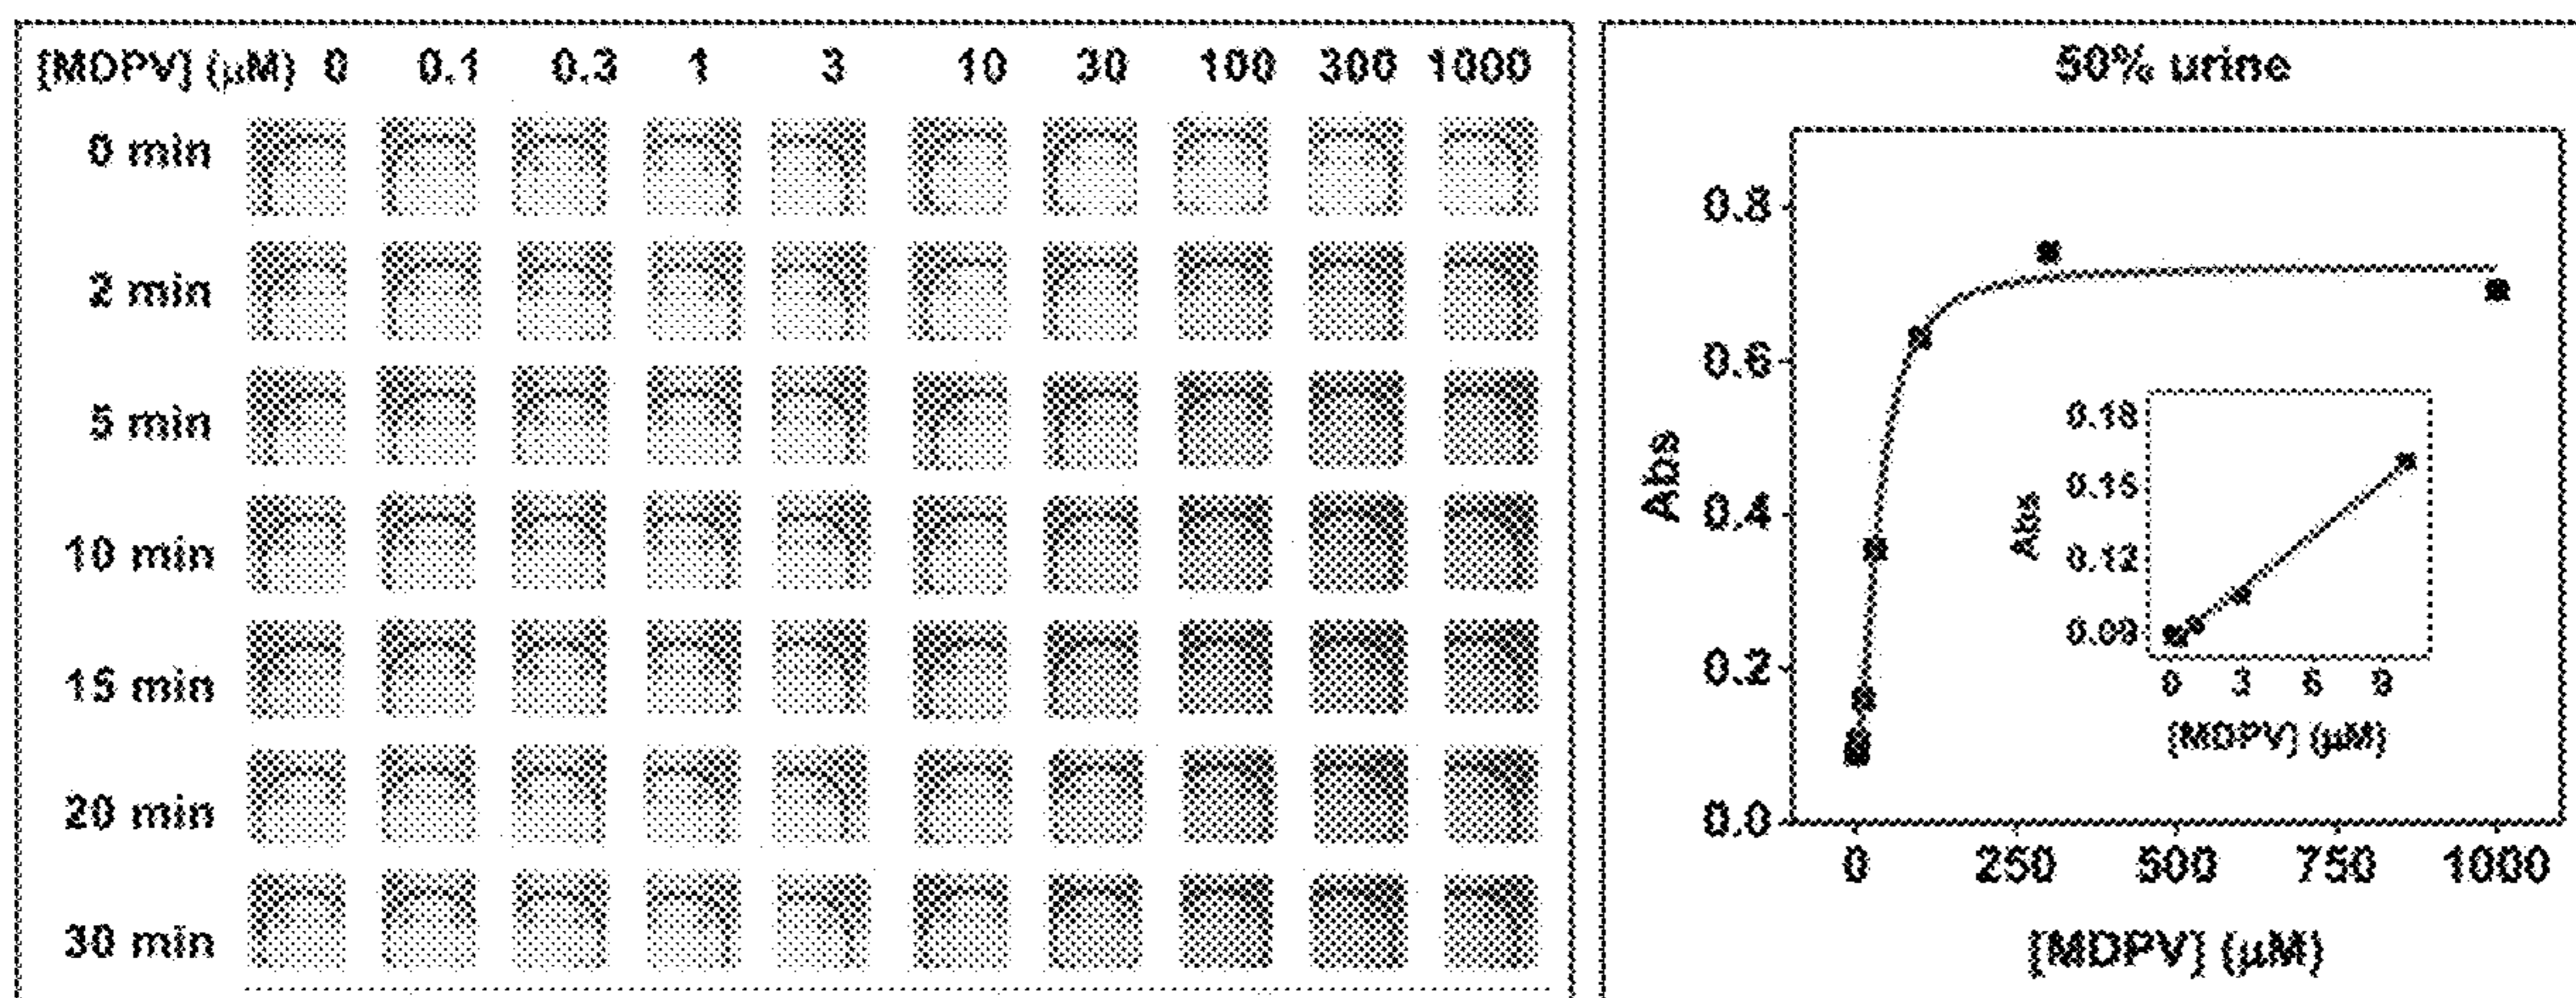 [MDPV] (µM) 0 0.1 0.3 1 3 10 30 100 300 1000
0 min
2 min
5 min
10 min
15 min
20 min
30 min
50% urine
0.8
0.6
0.4
0.2
0.0
Abs
0 250 500 750 1000
[MDPV] (µM)
0.18
0.15
0.12
0.09
Abs
0 3 6 9
[MDPV] (µM)